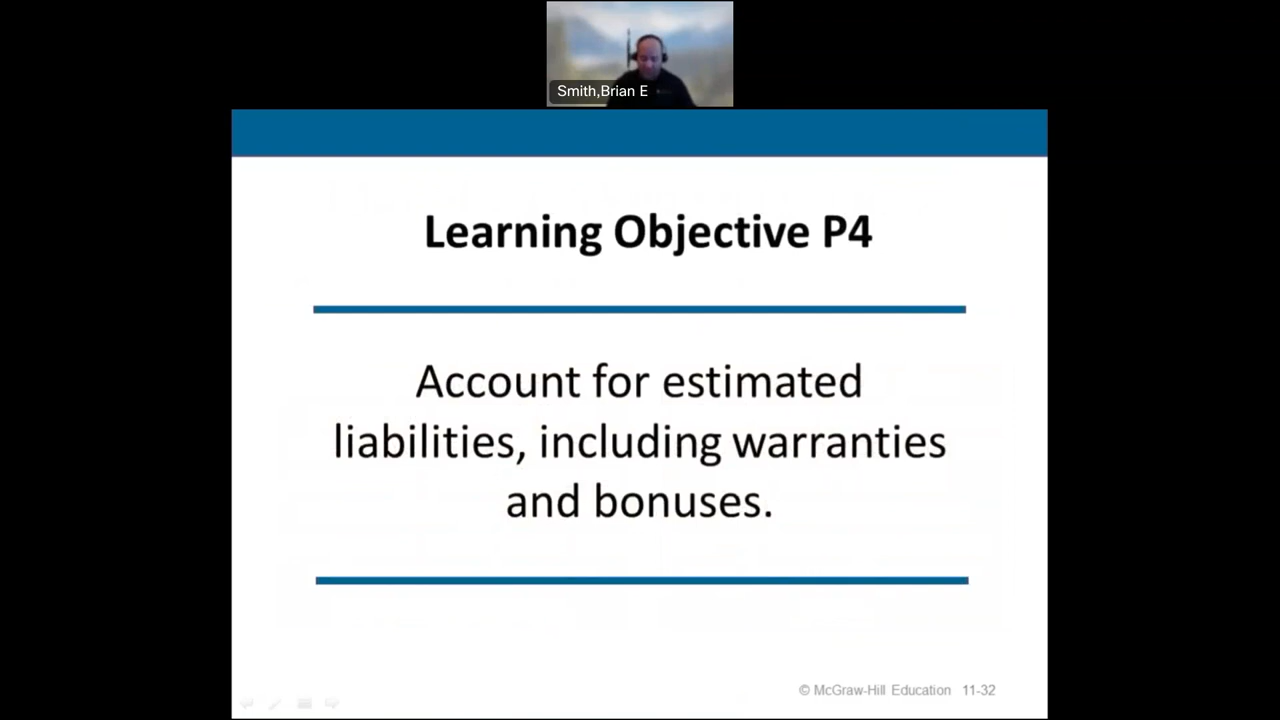 Smith,Brian E
Learning Objective P4
Account for estimated
liabilities, including warranties
and bonuses.
© McGraw-Hill Education 11-32